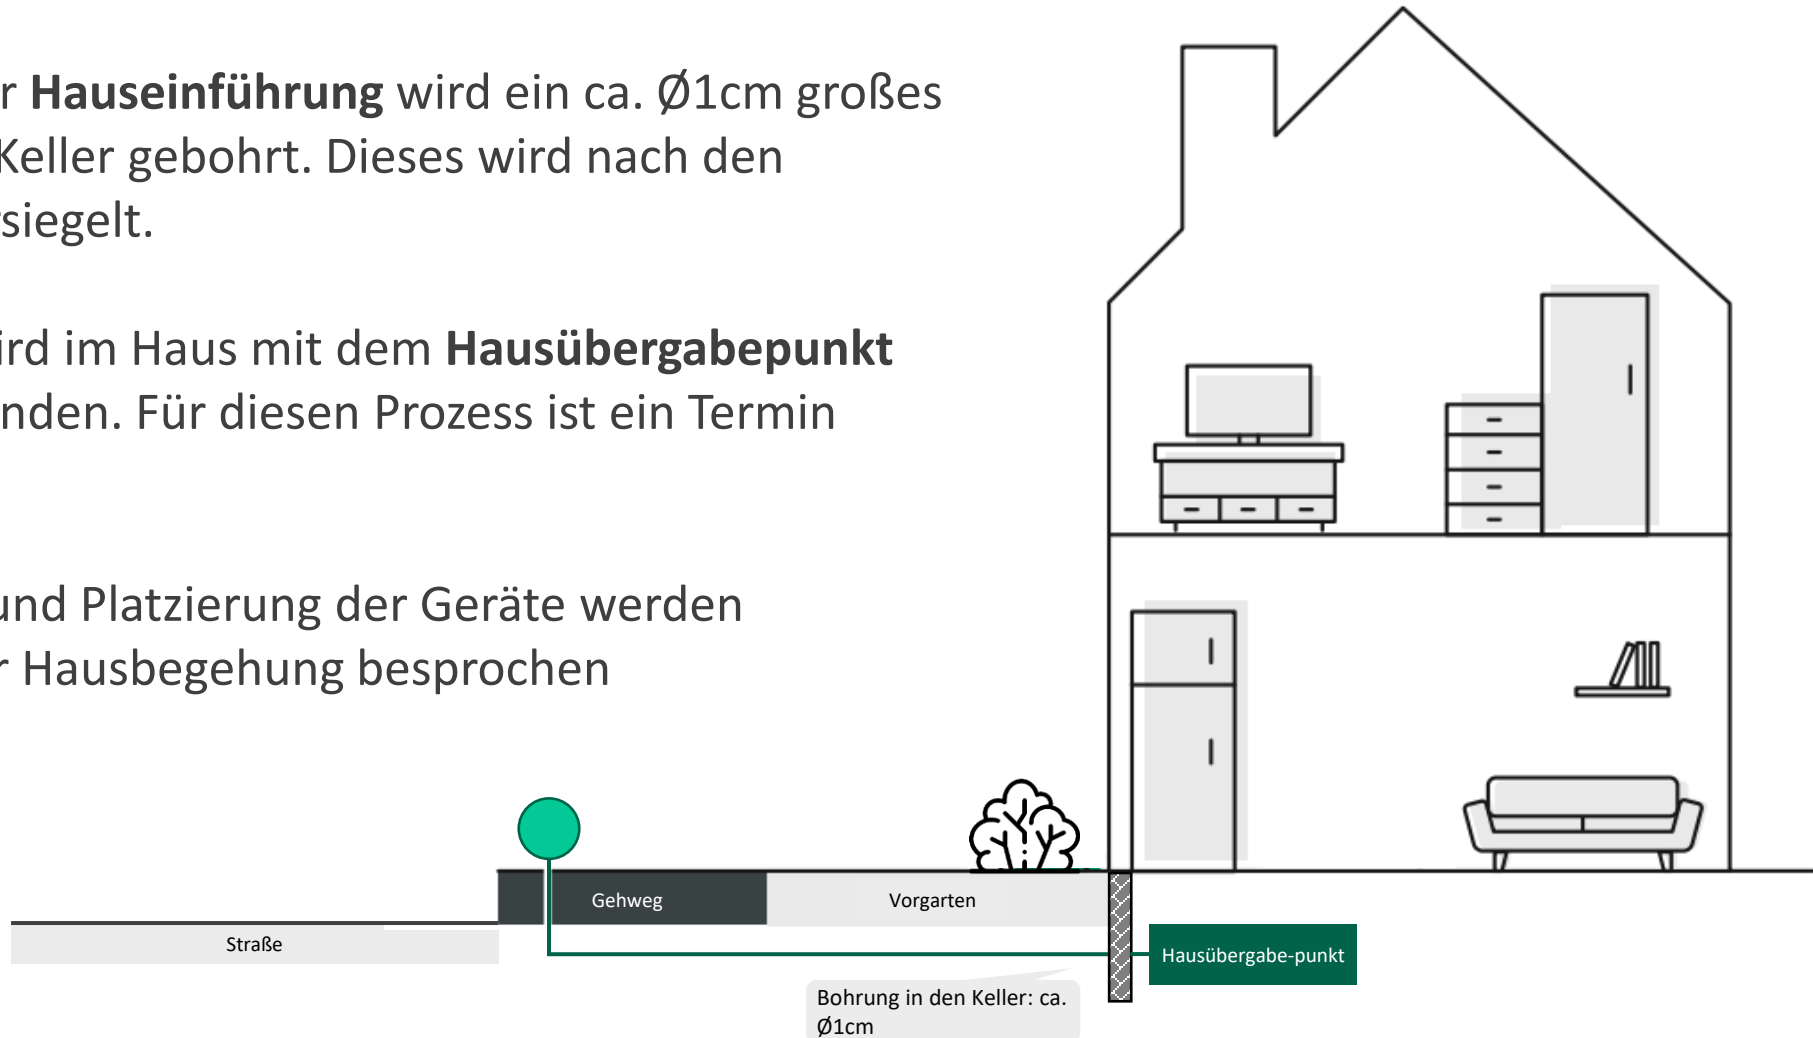 r Hauseinführung wird ein ca. Ø1cm großes
Keller gebohrt. Dieses wird nach den
siegelt.
ird im Haus mit dem Hausübergabepunkt
nden. Für diesen Prozess ist ein Termin
und Platzierung der Geräte werden
r Hausbegehung besprochen
Gehweg
Vorgarten
Straße
Hausübergabe-punkt
Bohrung in den Keller: ca.
Ø1cm